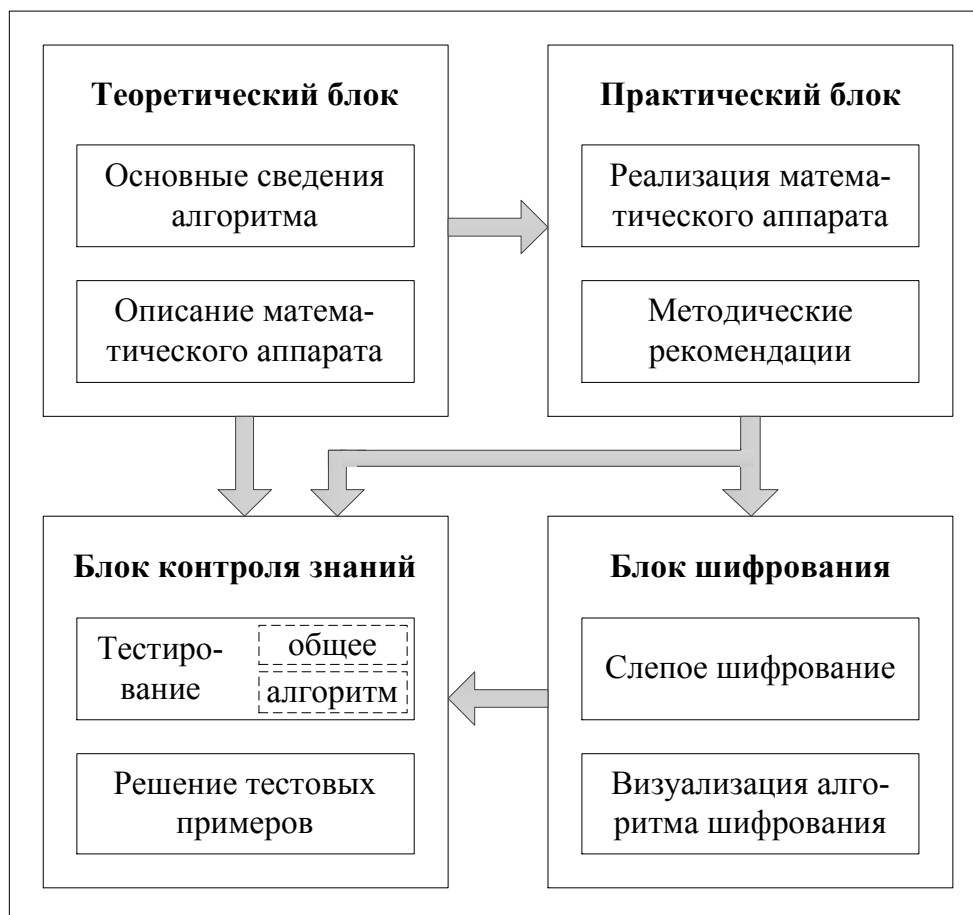 Теоретический блок
Основные сведения
алгоритма
Описание матема-
тического аппарата
Практический блок
Реализация матема-
тического аппарата
Методические
рекомендации
Блок контроля знаний
Тестиро-
вание
общее
алгоритм
Решение тестовых
примеров
Блок шифрования
Слепое шифрование
Визуализация алго-
ритма шифрования